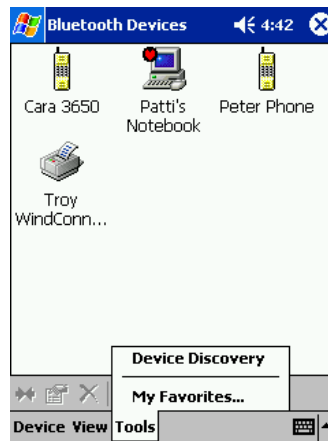 Bluetooth Devices 4:42
Cara 3650
Patti's
Notebook
Peter Phone
Troy
WindConn...
Device Discovery
My Favorites...
Device View Tools